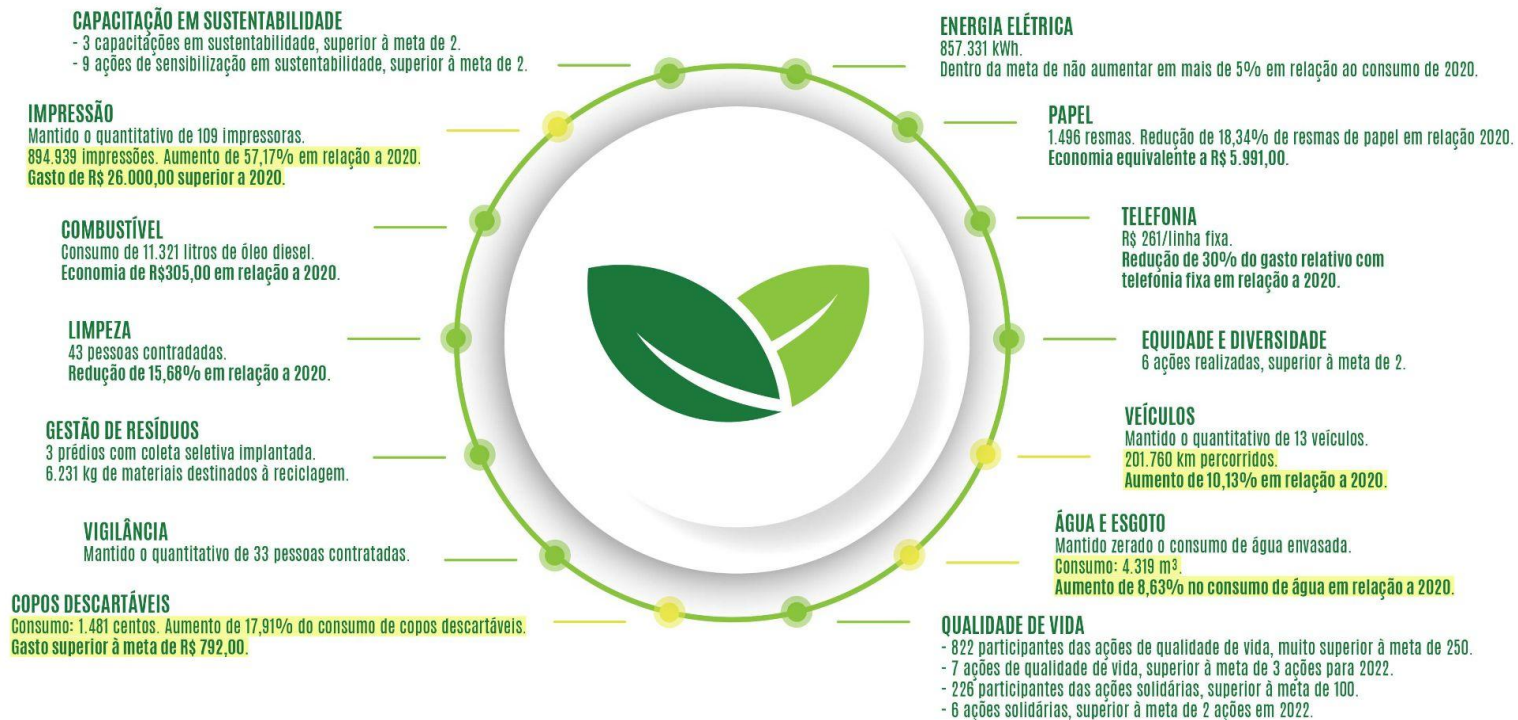 CAPACITAÇÃO EM SUSTENTABILIDADE
- 3 capacitações em sustentabilidade, superior à meta de 2.
- 9 ações de sensibilização em sustentabilidade, superior à meta de 2.
IMPRESSÃO
Mantido o quantitativo de 109 impressoras.
894.939 impressões. Aumento de 57,17% em relação a 2020.
Gasto de R$ 26.000,00 superior a 2020.
COMBUSTÍVEL
Consumo de 11.321 litros de óleo diesel.
Economia de R$305,00 em relação a 2020.
LIMPEZA
43 pessoas contradadas.
Redução de 15,68% em relação a 2020.
GESTÃO DE RESÍDUOS
3 prédios com coleta seletiva implantada.
6.231 kg de materiais destinados à reciclagem.
VIGILÂNCIA
Mantido o quantitativo de 33 pessoas contratadas.
COPOS DESCARTÁVEIS
Consumo: 1.481 centos. Aumento de 17,91% do consumo de copos descartáveis.
Gasto superior à meta de R$ 792,00.
ENERGIA ELÉTRICA
857.331 kWh.
Dentro da meta de não aumentar em mais de 5% em relação ao consumo de 2020.
PAPEL
1.496 resmas. Redução de 18,34% de resmas de papel em relação 2020.
Economia equivalente a R$ 5.991,00.
TELEFONIA
R$ 261/linha fixa.
Redução de 30% do gasto relativo com
telefonia fixa em relação a 2020.
EQUIDADE E DIVERSIDADE
6 ações realizadas, superior à meta de 2.
VEÍCULOS
Mantido o quantitativo de 13 veículos.
201.760 km percorridos.
Aumento de 10,13% em relação a 2020.
ÁGUA E ESGOTO
Mantido zerado o consumo de água envasada.
Consumo: 4.319 m³.
Aumento de 8,63% no consumo de água em relação a 2020.
QUALIDADE DE VIDA
- 822 participantes das ações de qualidade de vida, muito superior à meta de 250.
- 7 ações de qualidade de vida, superior à meta de 3 ações para 2022.
- 226 participantes das ações solidárias, superior à meta de 100.
- 6 ações solidárias, superior à meta de 2 ações em 2022.